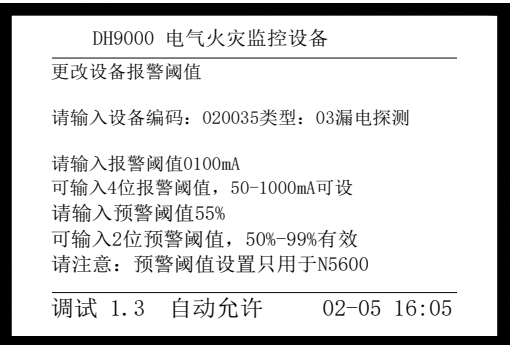 DH9000 电气火灾监控设备
更改设备报警阈值
请输入设备编码：020035类型：03漏电探测
请输入报警阈值0100mA
可输入4位报警阈值，50-1000mA可设
请输入预警阈值55%
可输入2位预警阈值，50%-99%有效
请注意：预警阈值设置只用于N5600
调试 1.3 自动允许 02-05 16:05